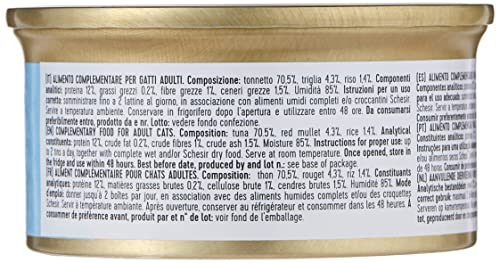 [IT] ALIMENTO COMPLEMENTARE PER GATTI ADULTI. Composizione: tonnetto 70.5%, triglia 4.3%, riso 1.4%. Componenti
analitici: proteina 12%, grassi grezzi 0.2%, fibre grezze 1%, ceneri grezze 1.5%. Umidità 85%. Istruzioni per un uso
corretto: somministrare fino a 2 lattine al giorno, in associazione con alimenti umidi completi e/o croccantini Schesir.
Servire a temperatura ambiente. Conservare in frigorifero dopo l'apertura e utilizzare entro 48 ore. Da consumarsi
preferibilmente entro, prodotto da e nr. Lotto: vedere fondo confezione.
[EN] COMPLEMENTARY FOOD FOR ADULT CATS. Composition: tuna 70.5%, red mullet 4.3%, rice 1.4%. Analytical
constituents: protein 12%, crude fat 0.2%, crude fibres 1%, crude ash 1.5%. Moisture 85%. Instructions for proper use: up
to 2 tins a day, together with complete wet and/or Schesir dry food. Serve at room temperature. Once opened, store in
the fridge and use within 48 hours. Best before date, produced by and lot n.: see base of package.
[FR] ALIMENT COMPLÉMENTAIRE POUR CHATS ADULTES. Composition: thon 70.5%, rouget 4.3%, riz 1.4%. Constituants
analytiques: protéine 12%, matières grasses brutes 0.2%, cellulose brute 1%, cendres brutes 1.5%. Humidité 85%. Mode
d'emploi: donner jusqu'à 2 boîtes par jour, en association avec des aliments humides complets et/ou des croquettes
Schesir. Servir à température ambiante. Après ouverture, conserver au réfrigérateur et consommer dans les 48 heures. À
consommer de préférence avant, produit par et n° de lot: voir fond de l'emballage.
[ES] ALIMENTO COMPLEMENTARIO
Componentes analíticos:
para el uso adecuado: